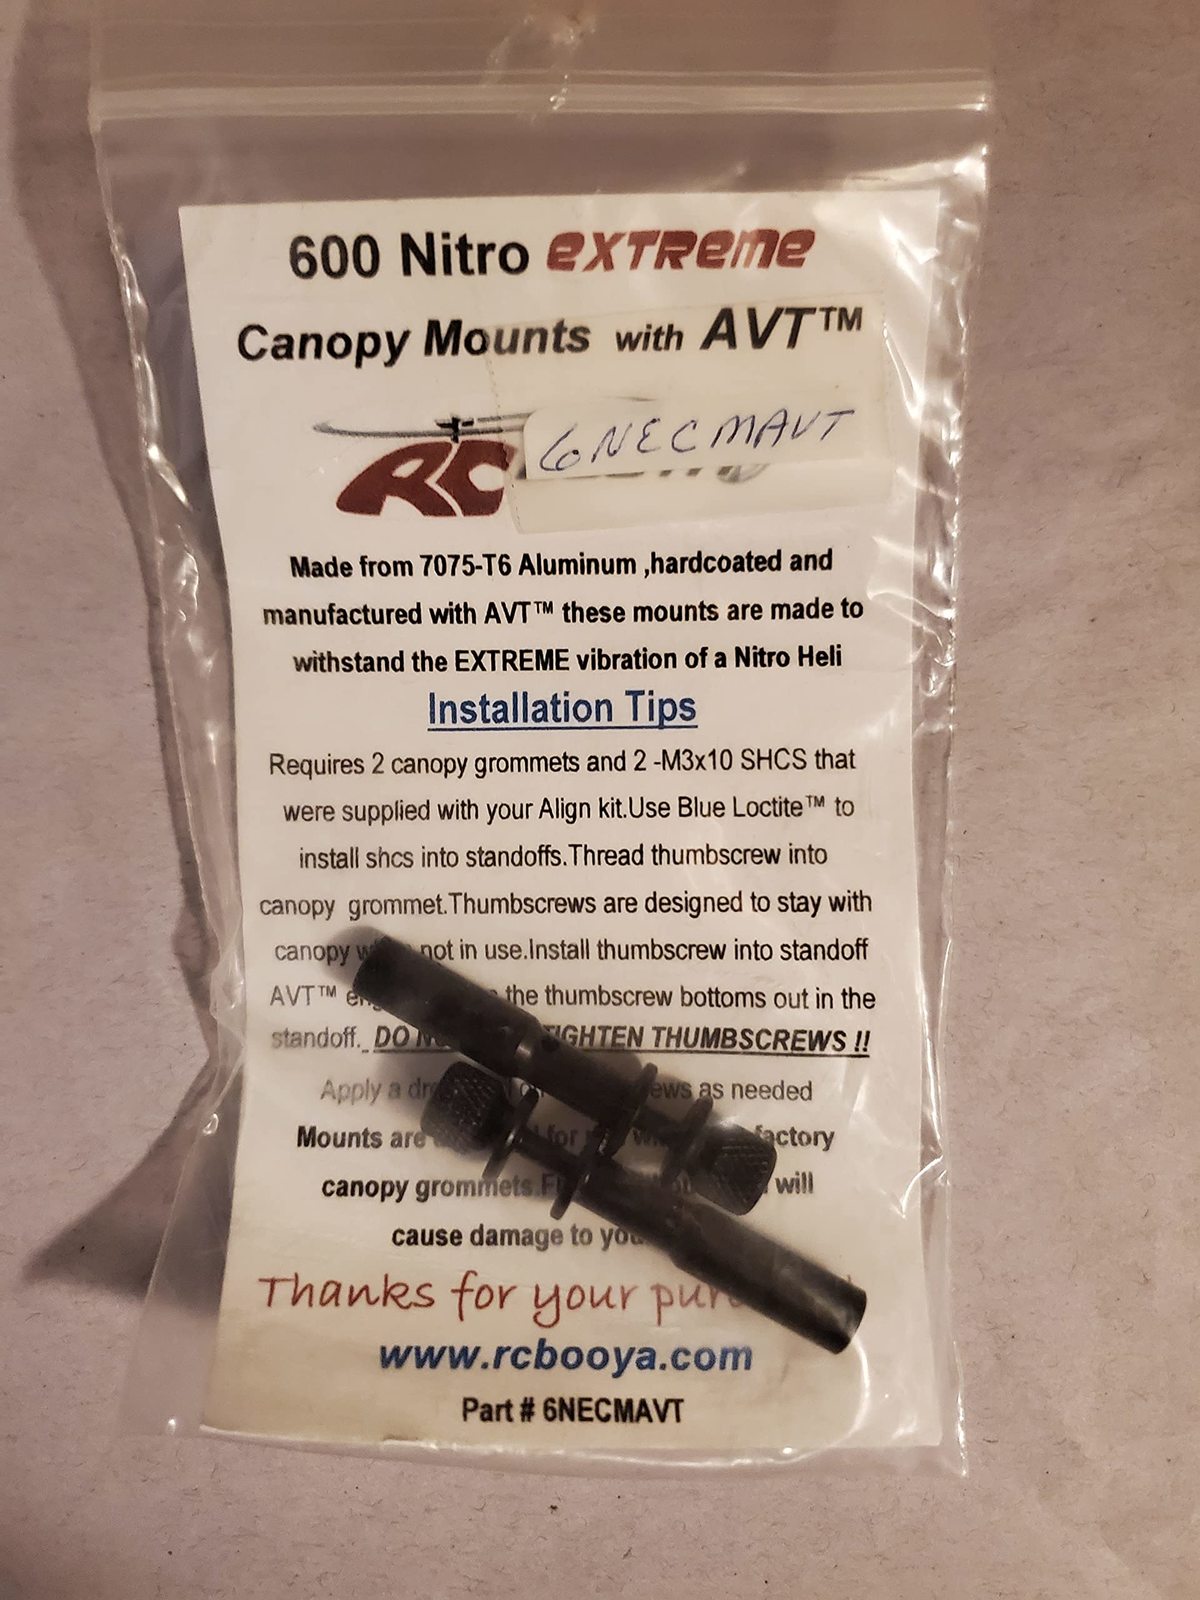 600 Nitro EXTREME
Canopy Mounts with AVT™
RC
6NECMAVT
Made from 7075-T6 Aluminum ,hardcoated and
manufactured with AVT™ these mounts are made to
withstand the EXTREME vibration of a Nitro Heli
Installation Tips
Requires 2 canopy grommets and 2 -M3x10 SHCS that
were supplied with your Align kit.Use Blue Loctite™ to
install shcs into standoffs.Thread thumbscrew into
canopy grommet.Thumbscrews are designed to stay with
canopy not in use.Install thumbscrew into standoff
AVT™ the thumbscrew bottoms out in the
standoff. DO TIGHTEN THUMBSCREWS !!
Apply a as needed
Mounts are for factory
canopy grommets. will
cause damage to
Thanks for your
www.rcbooya.com
Part # 6NECMAVT